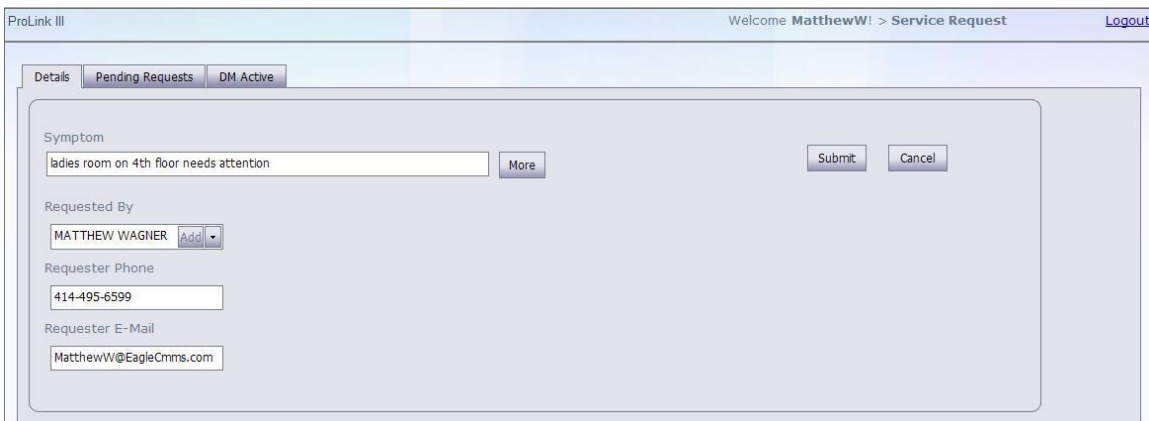 ProLink III Welcome MatthewW! > Service Request Logout
Details Pending Requests DM Active
Symptom
ladies room on 4th floor needs attention More Submit Cancel
Requested By
MATTHEW WAGNER Add
Requester Phone
414-495-6599
Requester E-Mail
MatthewW@EagleCmms.com